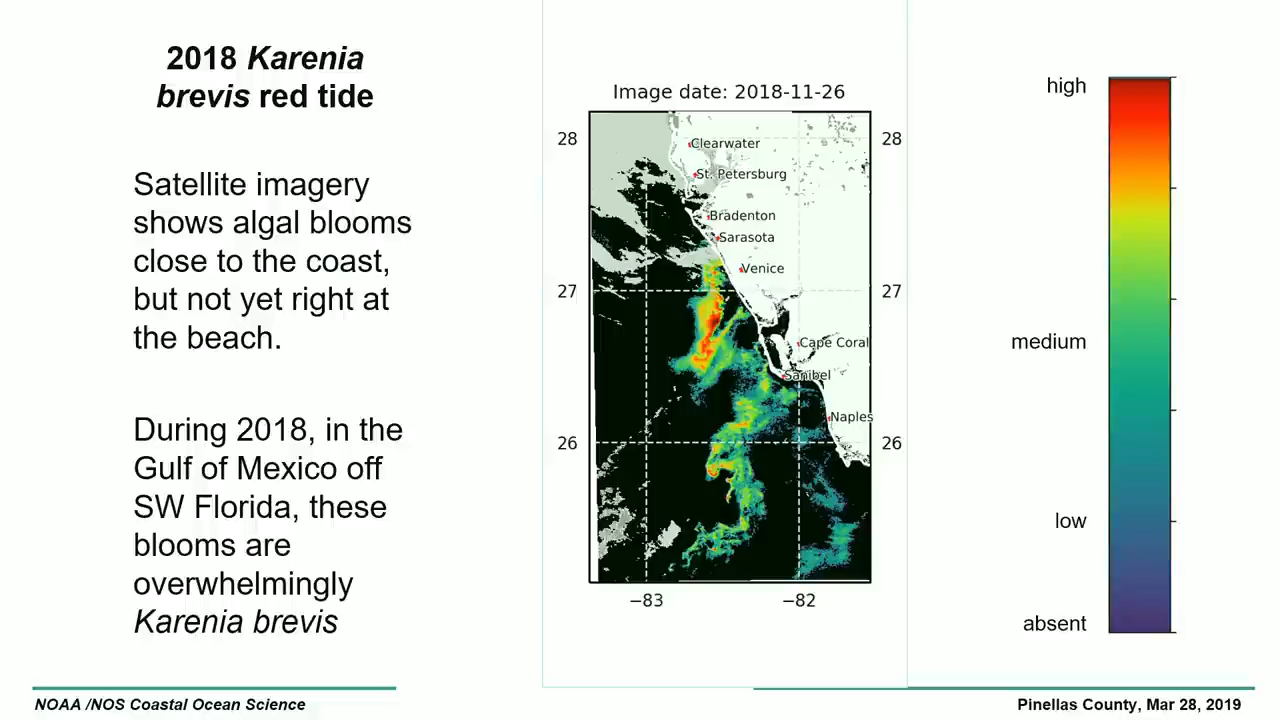 2018 Karenia
brevis red tide
Satellite imagery
shows algal blooms
close to the coast,
but not yet right at
the beach.
During 2018, in the
Gulf of Mexico off
SW Florida, these
blooms are
overwhelmingly
Karenia brevis
Image date: 2018-11-26
28
28
Clearwater
St. Petersburg
Bradenton
Sarasota
Venice
27
27
Cape Coral
Sanibel
Naples
26
26
−83
−82
high
medium
low
absent
NOAA /NOS Coastal Ocean Science
Pinellas County, Mar 28, 2019